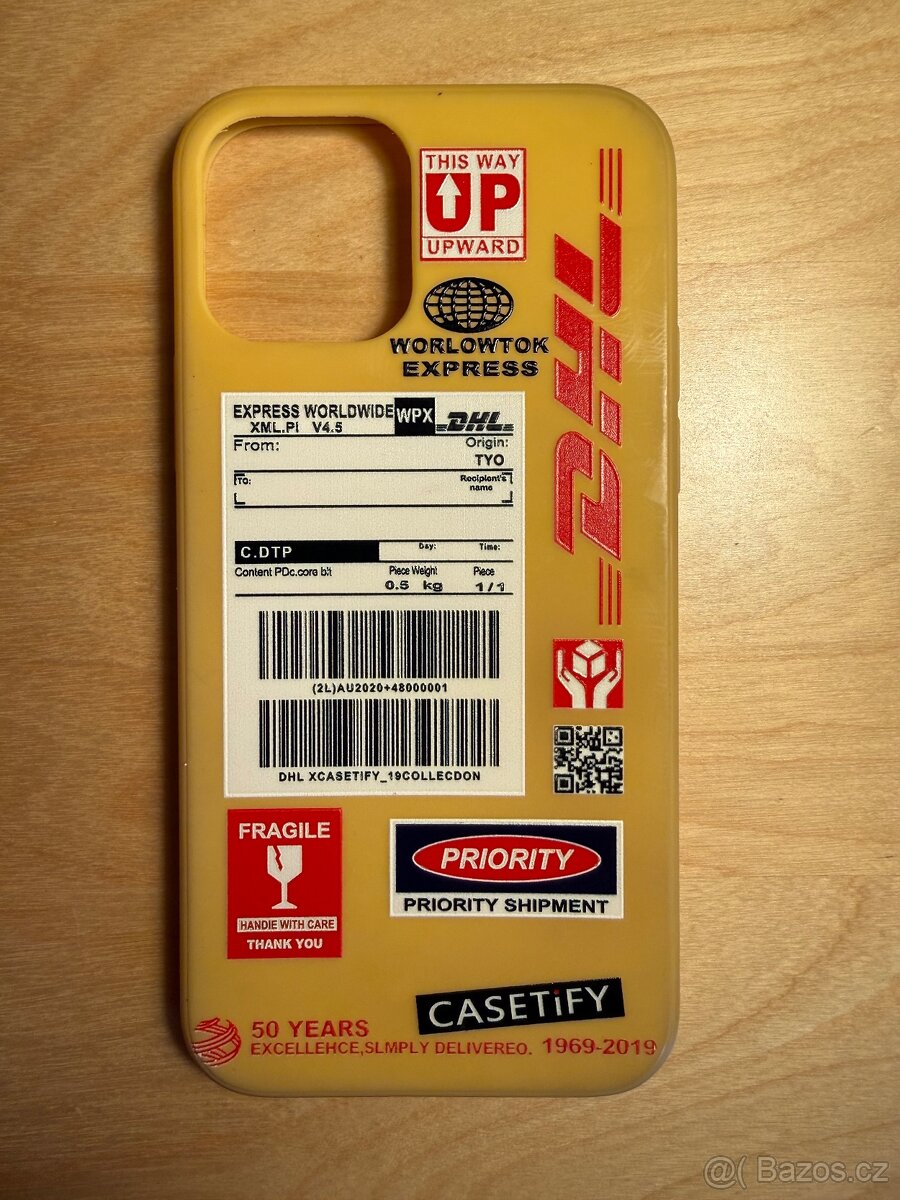 THIS WAY
UP
UPWARD
WORLOWTOK
EXPRESS
EXPRESS WORLDWIDE WPX DHL
XML.PI V4.5
From:
Origin:
TYO
TO:
Recipient's
name
C.DTP
Day:
Time:
Content PDc.core bit
Piece Weight
Piece
0.5 kg
1/1
(2L)AU2020+48000001
DHL XCASETIFY_19COLLECDON
FRAGILE
HANDIE WITH CARE
THANK YOU
PRIORITY
PRIORITY SHIPMENT
CASETiFY
50 YEARS
EXCELLEHCE,SLMPLY DELIVEREO. 1969-2019
@( Bazos.cz